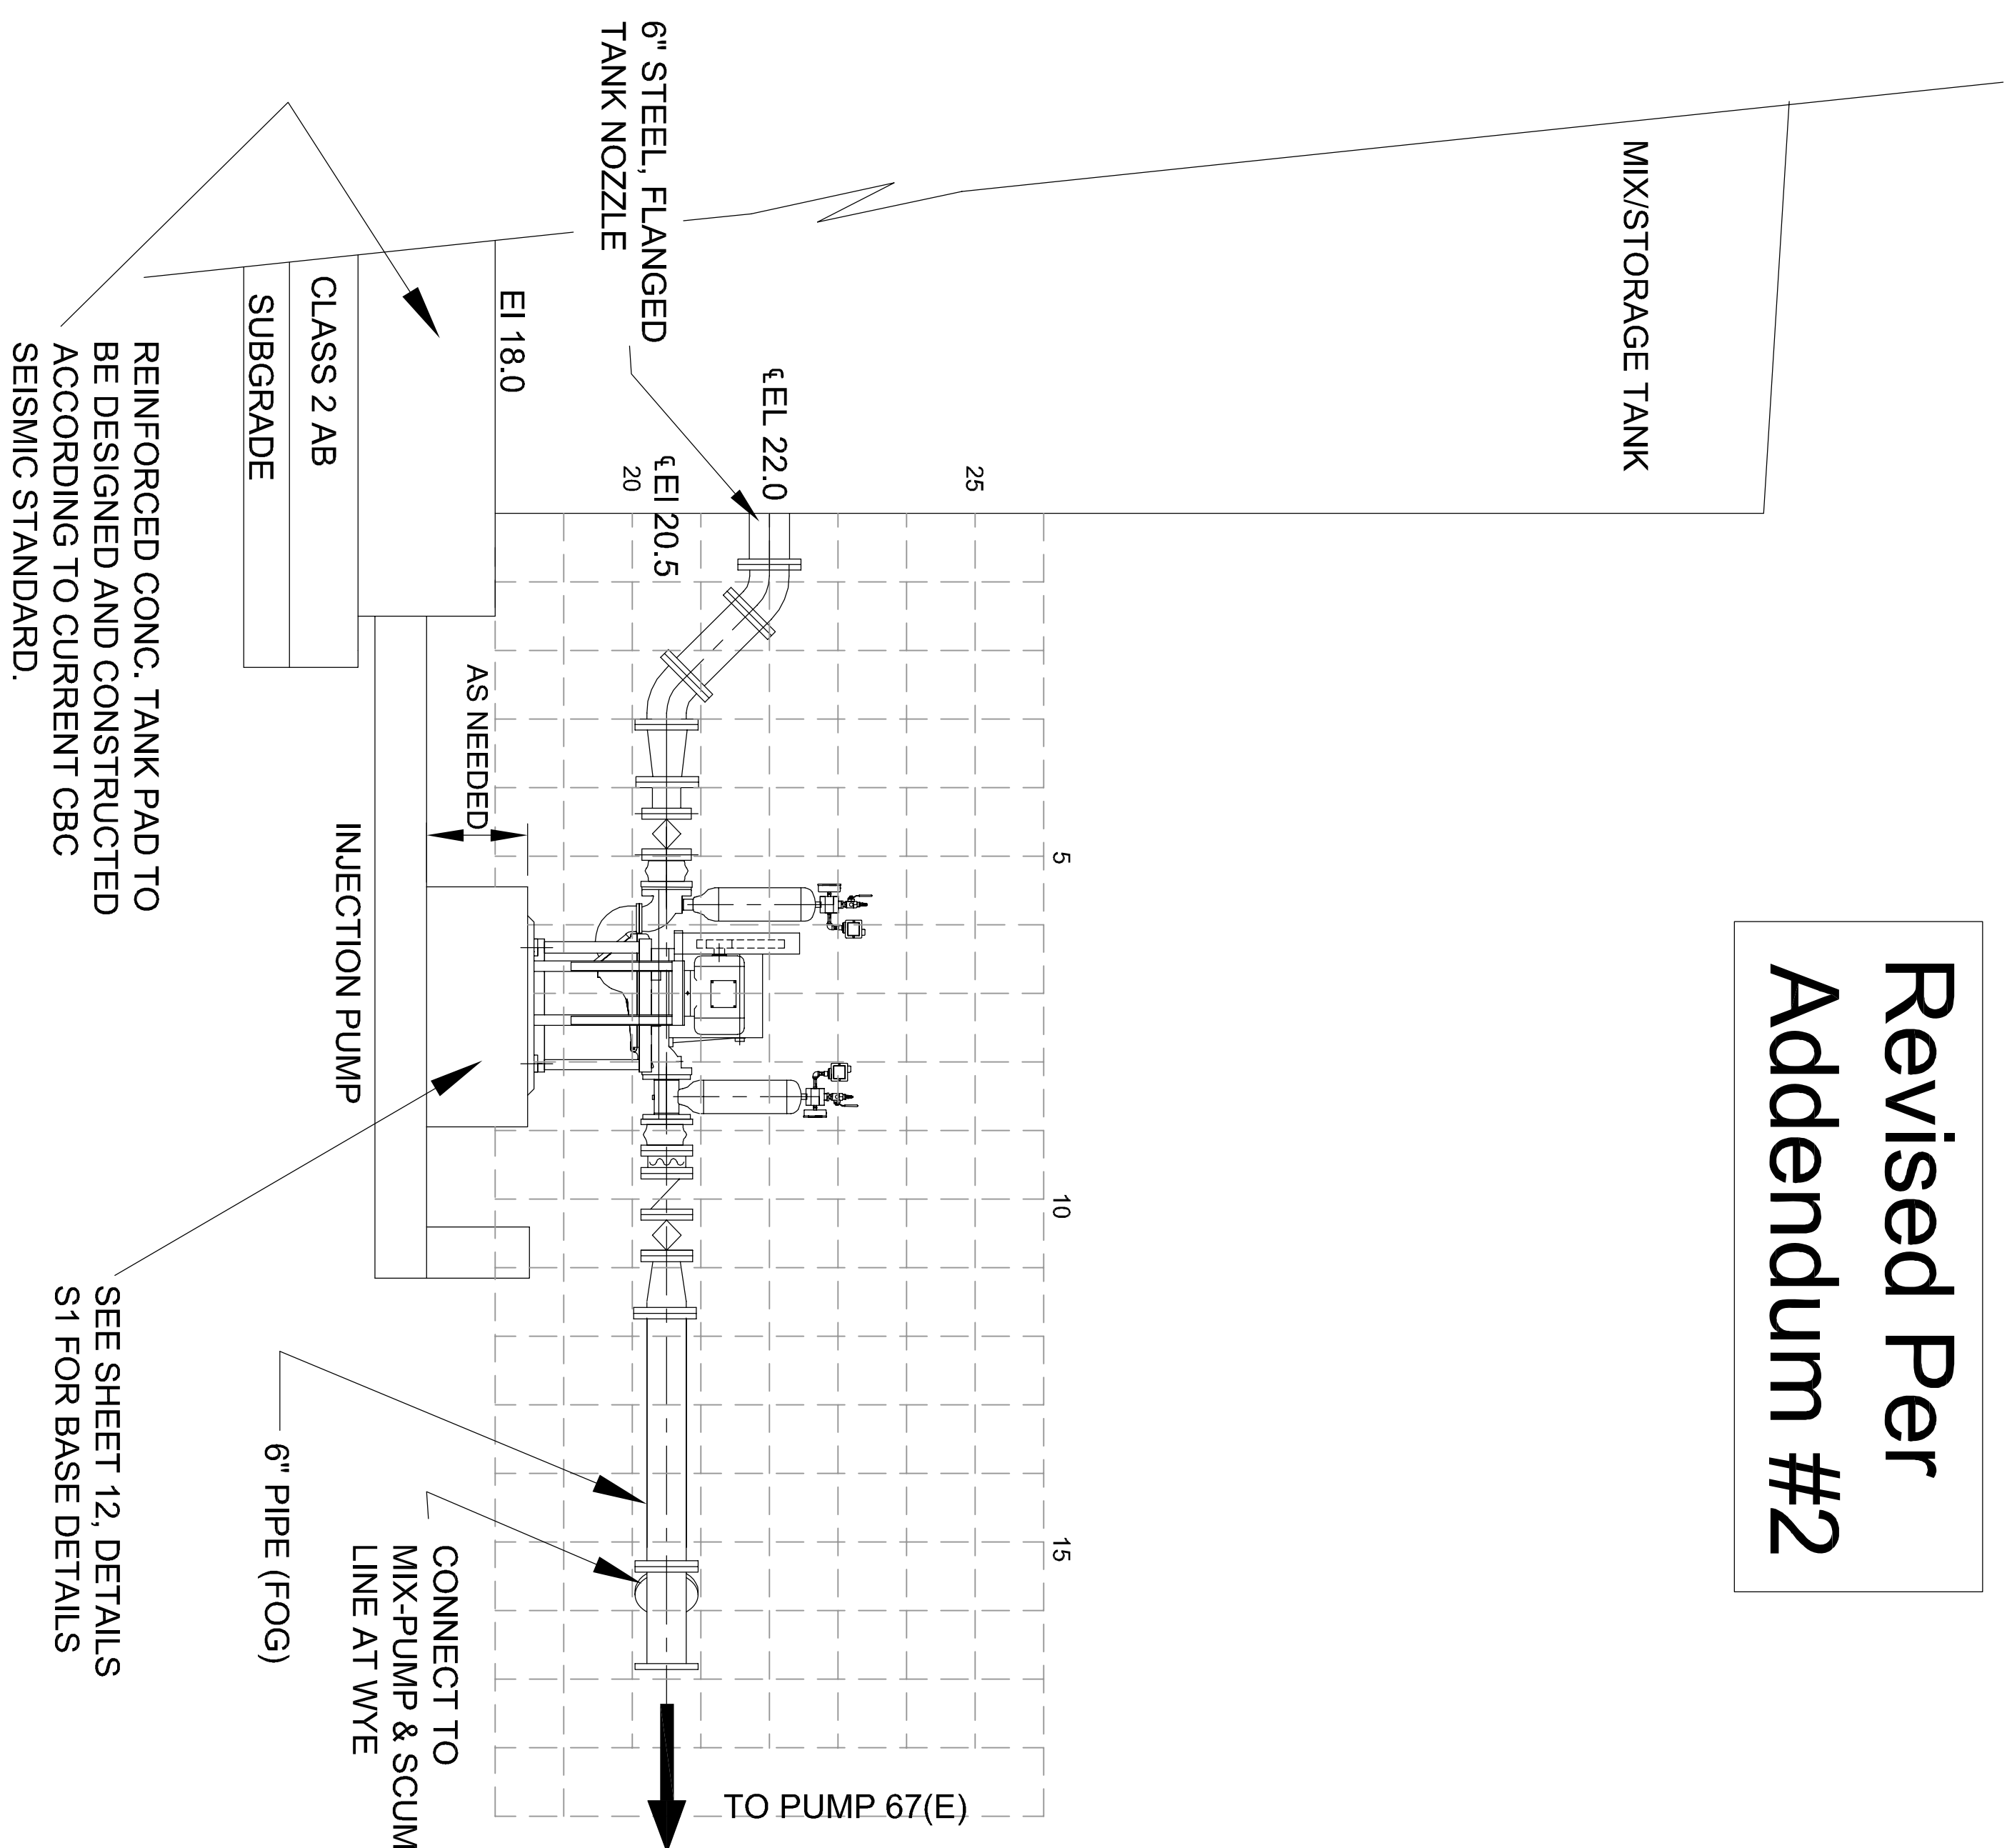 Revised Per
Addendum #2
MIX/STORAGE TANK
25
5
10
15
℄ EL 22.0
6" STEEL, FLANGED
TANK NOZZLE
20
℄ El 20.5
TO PUMP 67(E)
El 18.0
AS NEEDED
CLASS 2 AB
SUBGRADE
INJECTION PUMP
CONNECT TO
MIX-PUMP & SCUM
LINE AT WYE
6" PIPE (FOG)
REINFORCED CONC. TANK PAD TO
BE DESIGNED AND CONSTRUCTED
ACCORDING TO CURRENT CBC
SEISMIC STANDARD.
SEE SHEET 12, DETAILS
S1 FOR BASE DETAILS